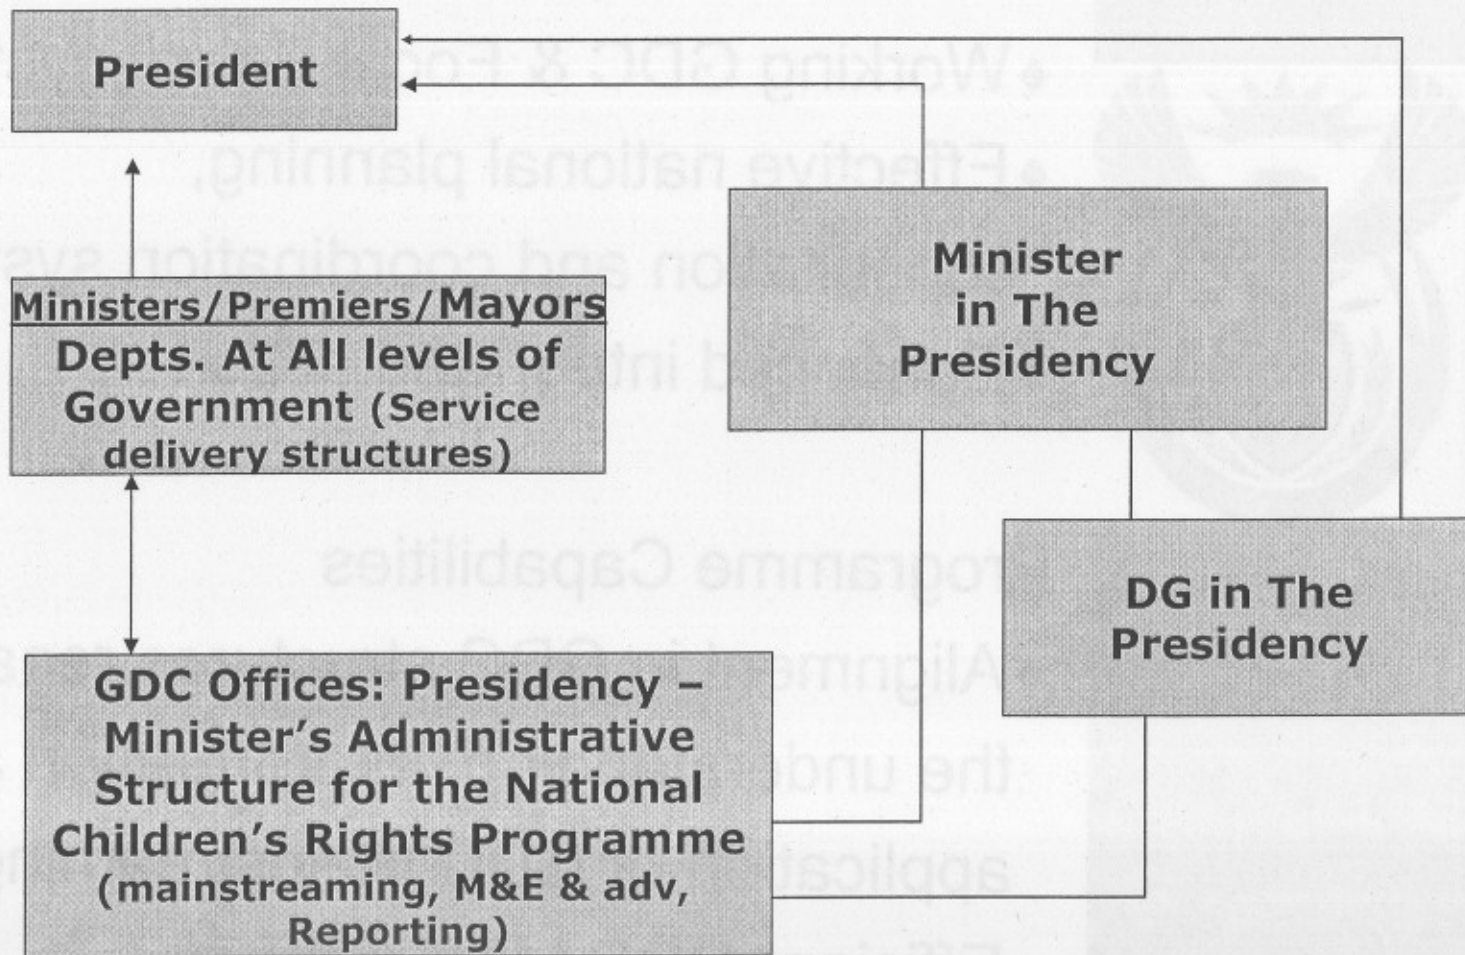 President
Minister
in The
Presidency
Ministers/Premiers/Mayors
Depts. At All levels of
Government (Service
delivery structures)
DG in The
Presidency
GDC Offices: Presidency –
Minister’s Administrative
Structure for the National
Children’s Rights Programme
(mainstreaming, M&E & adv,
Reporting)